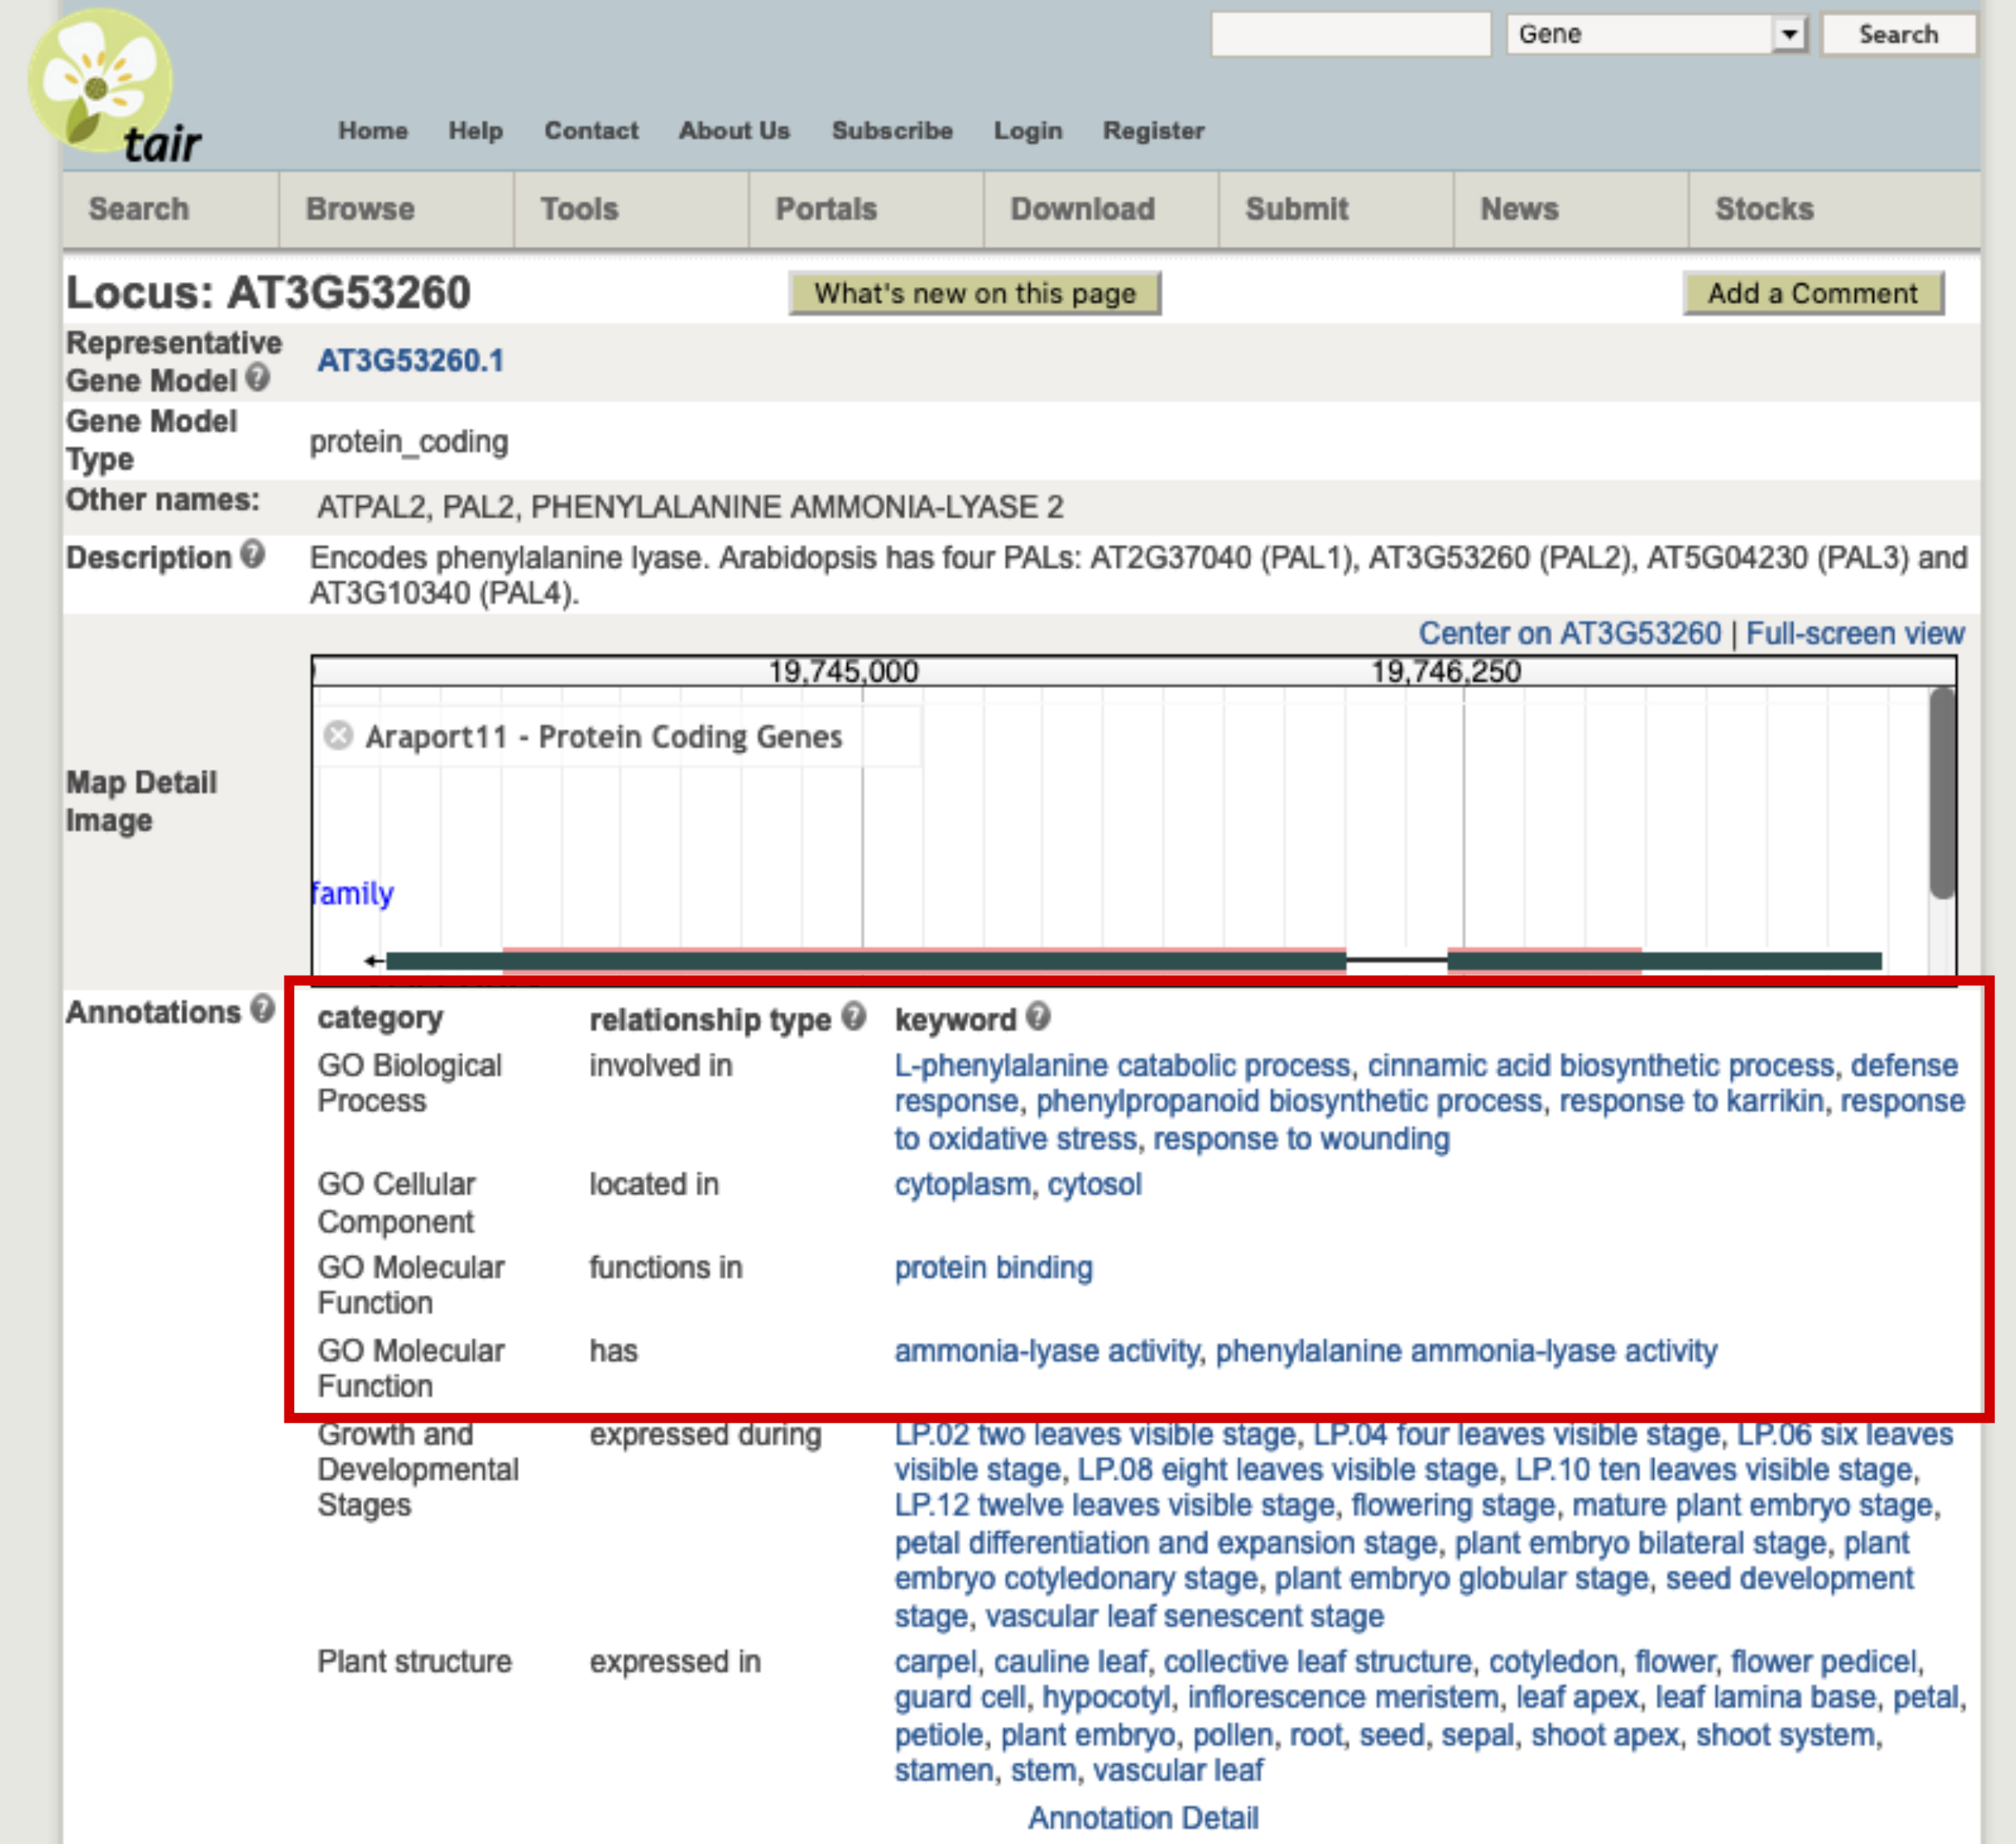 Gene
Search
tair
Home Help Contact About Us Subscribe Login Register
Search Browse Tools Portals Download Submit News Stocks
Locus: AT3G53260
What's new on this page
Add a Comment
Representative
Gene Model
AT3G53260.1
Gene Model
Type
protein_coding
Other names:
ATPAL2, PAL2, PHENYLALANINE AMMONIA-LYASE 2
Description
Encodes phenylalanine lyase. Arabidopsis has four PALs: AT2G37040 (PAL1), AT3G53260 (PAL2), AT5G04230 (PAL3) and
AT3G10340 (PAL4).
Center on AT3G53260 | Full-screen view
19,745,000 19,746,250
Araport11 - Protein Coding Genes
Map Detail
Image
family
Annotations
category relationship type keyword
GO Biological
Process
involved in
L-phenylalanine catabolic process, cinnamic acid biosynthetic process, defense
response, phenylpropanoid biosynthetic process, response to karrikin, response
to oxidative stress, response to wounding
GO Cellular
Component
located in
cytoplasm, cytosol
GO Molecular
Function
functions in
protein binding
GO Molecular
Function
has
ammonia-lyase activity, phenylalanine ammonia-lyase activity
Growth and
Developmental
Stages
expressed during
LP.02 two leaves visible stage, LP.04 four leaves visible stage, LP.06 six leaves
visible stage, LP.08 eight leaves visible stage, LP.10 ten leaves visible stage,
LP.12 twelve leaves visible stage, flowering stage, mature plant embryo stage,
petal differentiation and expansion stage, plant embryo bilateral stage, plant
embryo cotyledonary stage, plant embryo globular stage, seed development
stage, vascular leaf senescent stage
Plant structure
expressed in
carpel, cauline leaf, collective leaf structure, cotyledon, flower, flower pedicel,
guard cell, hypocotyl, inflorescence meristem, leaf apex, leaf lamina base, petal,
petiole, plant embryo, pollen, root, seed, sepal, shoot apex, shoot system,
stamen, stem, vascular leaf
Annotation Detail